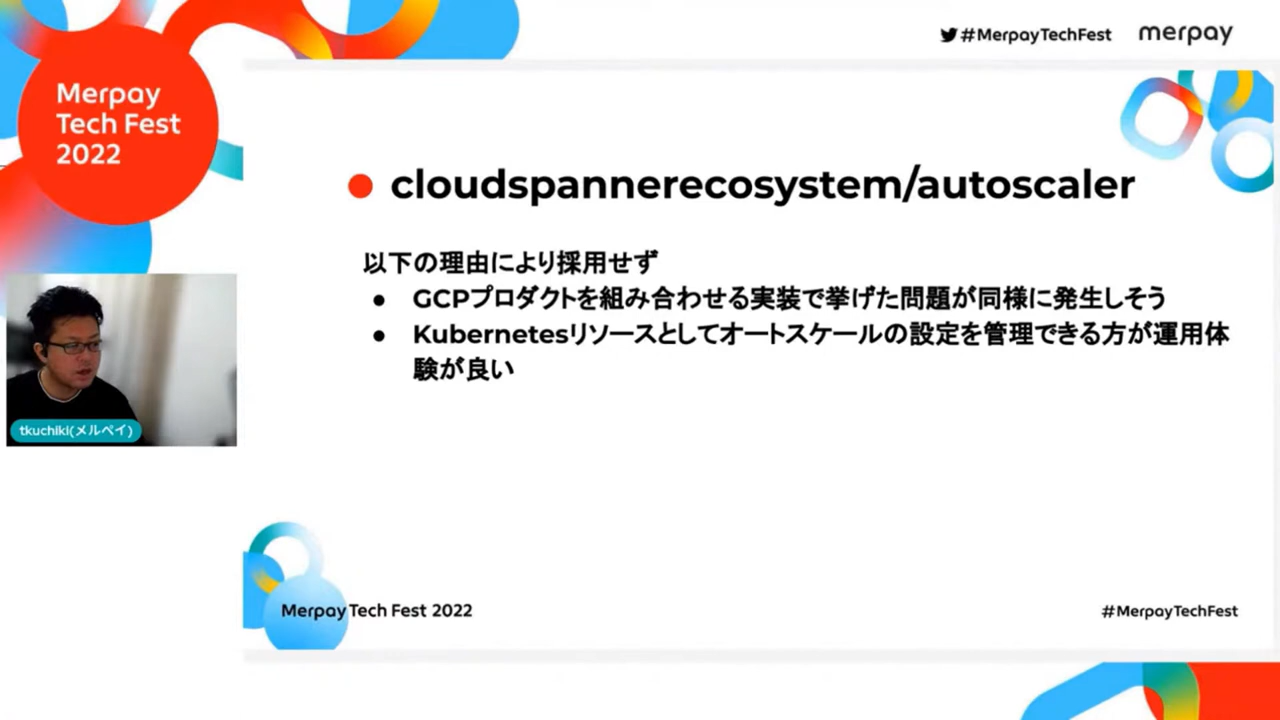 #MerpayTechFest merpay
Merpay
Tech Fest
2022
cloudspannerecosystem/autoscaler
以下の理由により採用せず
● GCPプロダクトを組み合わせる実装で挙げた問題が同様に発生しそう
● Kubernetesリソースとしてオートスケールの設定を管理できる方が運用体
験が良い
tkuchiki(メルペイ)
Merpay Tech Fest 2022
#MerpayTechFest